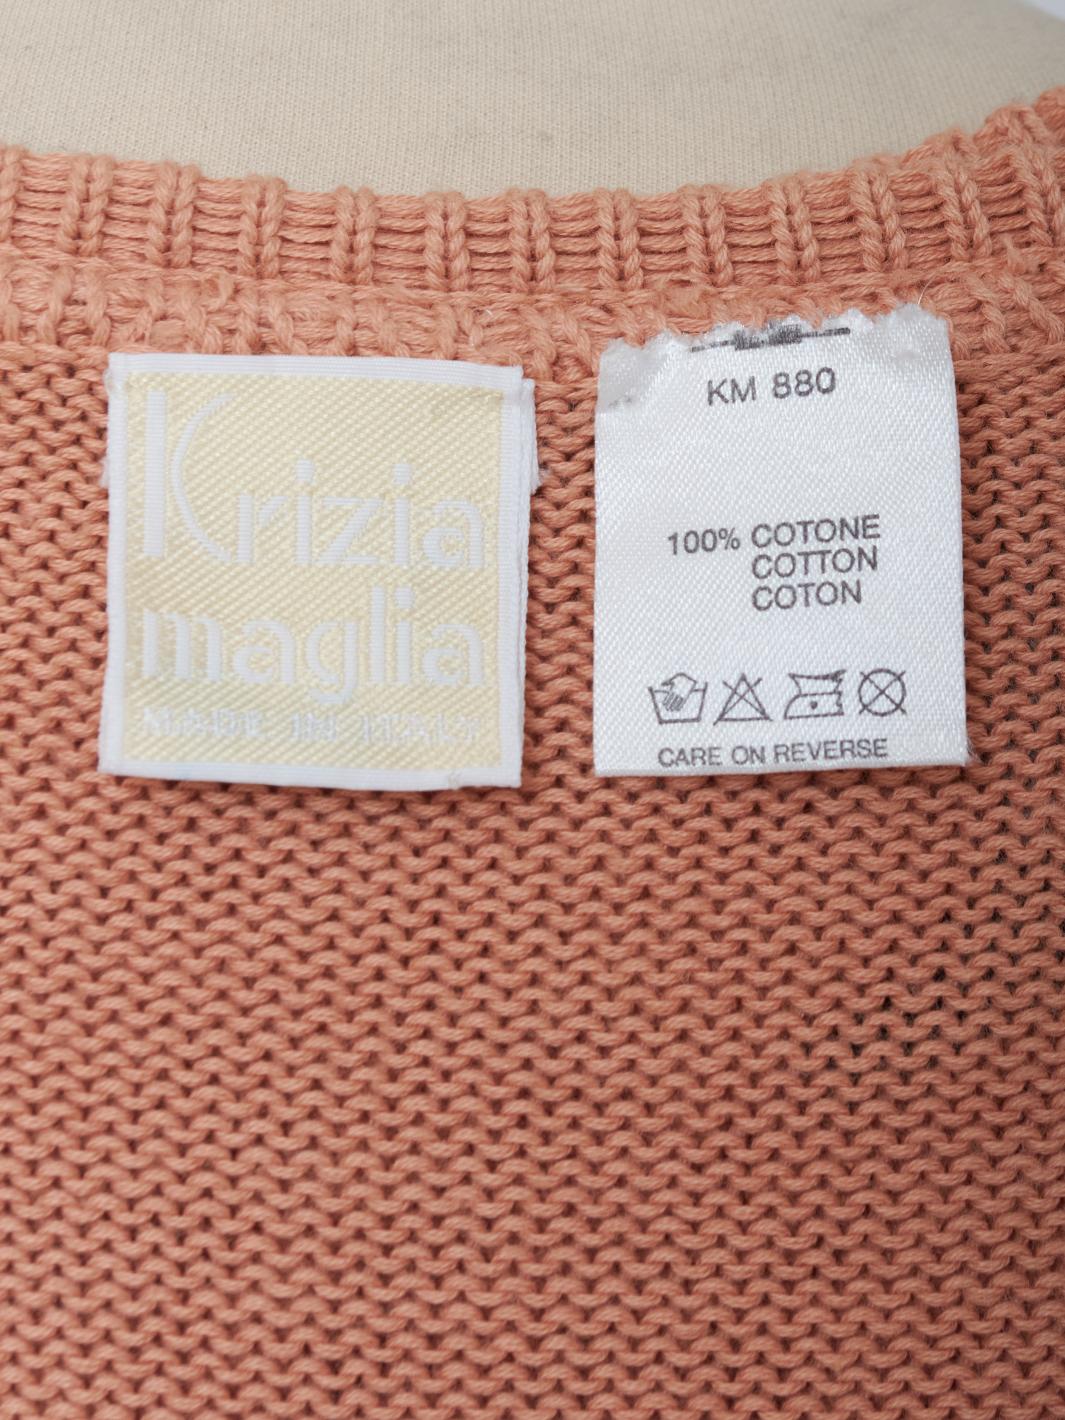 Krizia
maglia
MADE IN ITALY
KM 880
100% COTONE
COTTON
COTON
CARE ON REVERSE